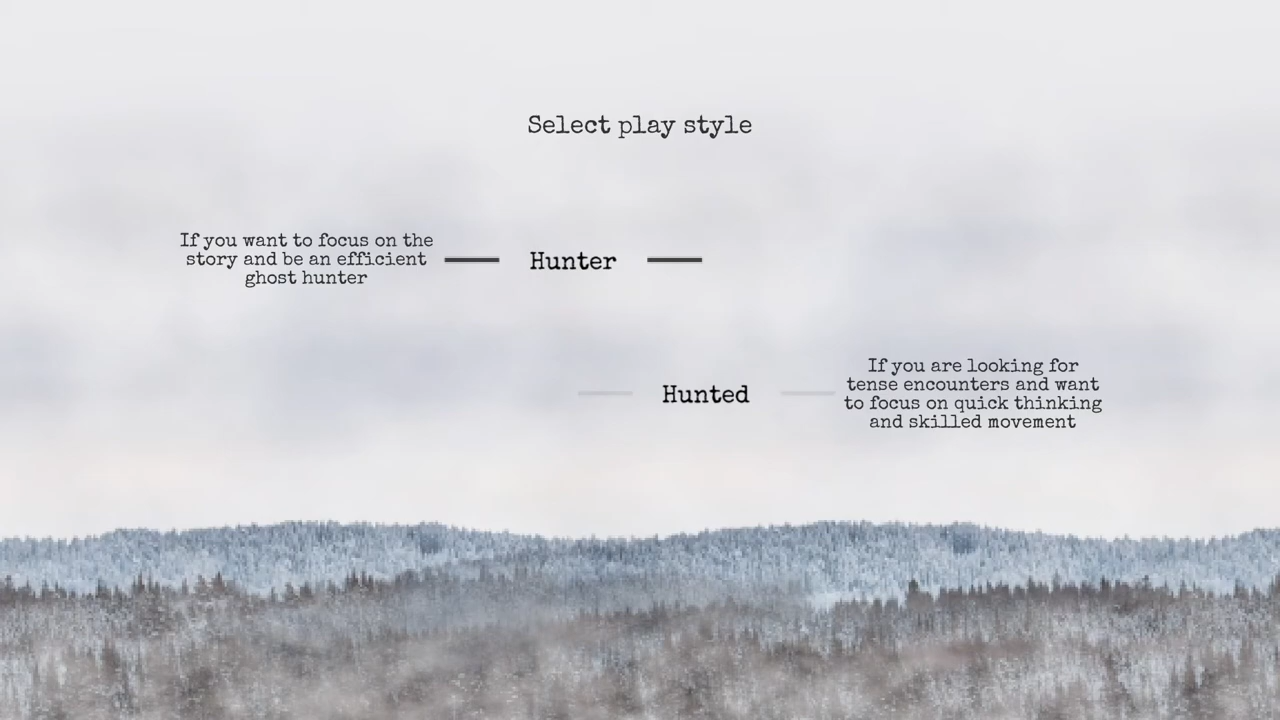 Select play style
If you want to focus on the
story and be an efficient
ghost hunter
Hunter
Hunted
If you are looking for
tense encounters and want
to focus on quick thinking
and skilled movement